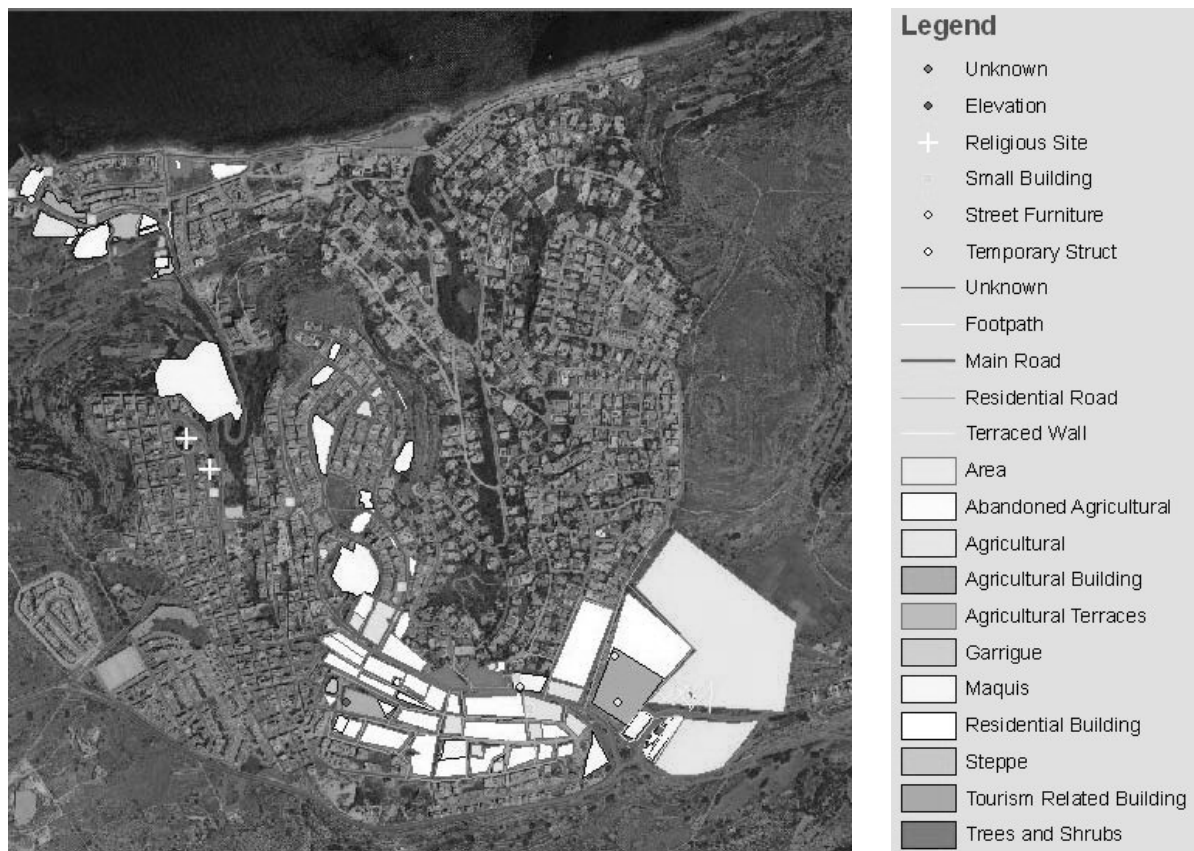 Legend
Unknown
Elevation
Religious Site
Small Building
Street Furniture
Temporary Struct
Unknown
Footpath
Main Road
Residential Road
Terraced Wall
Area
Abandoned Agricultural
Agricultural
Agricultural Building
Agricultural Terraces
Garrigue
Maquis
Residential Building
Steppe
Tourism Related Building
Trees and Shrubs